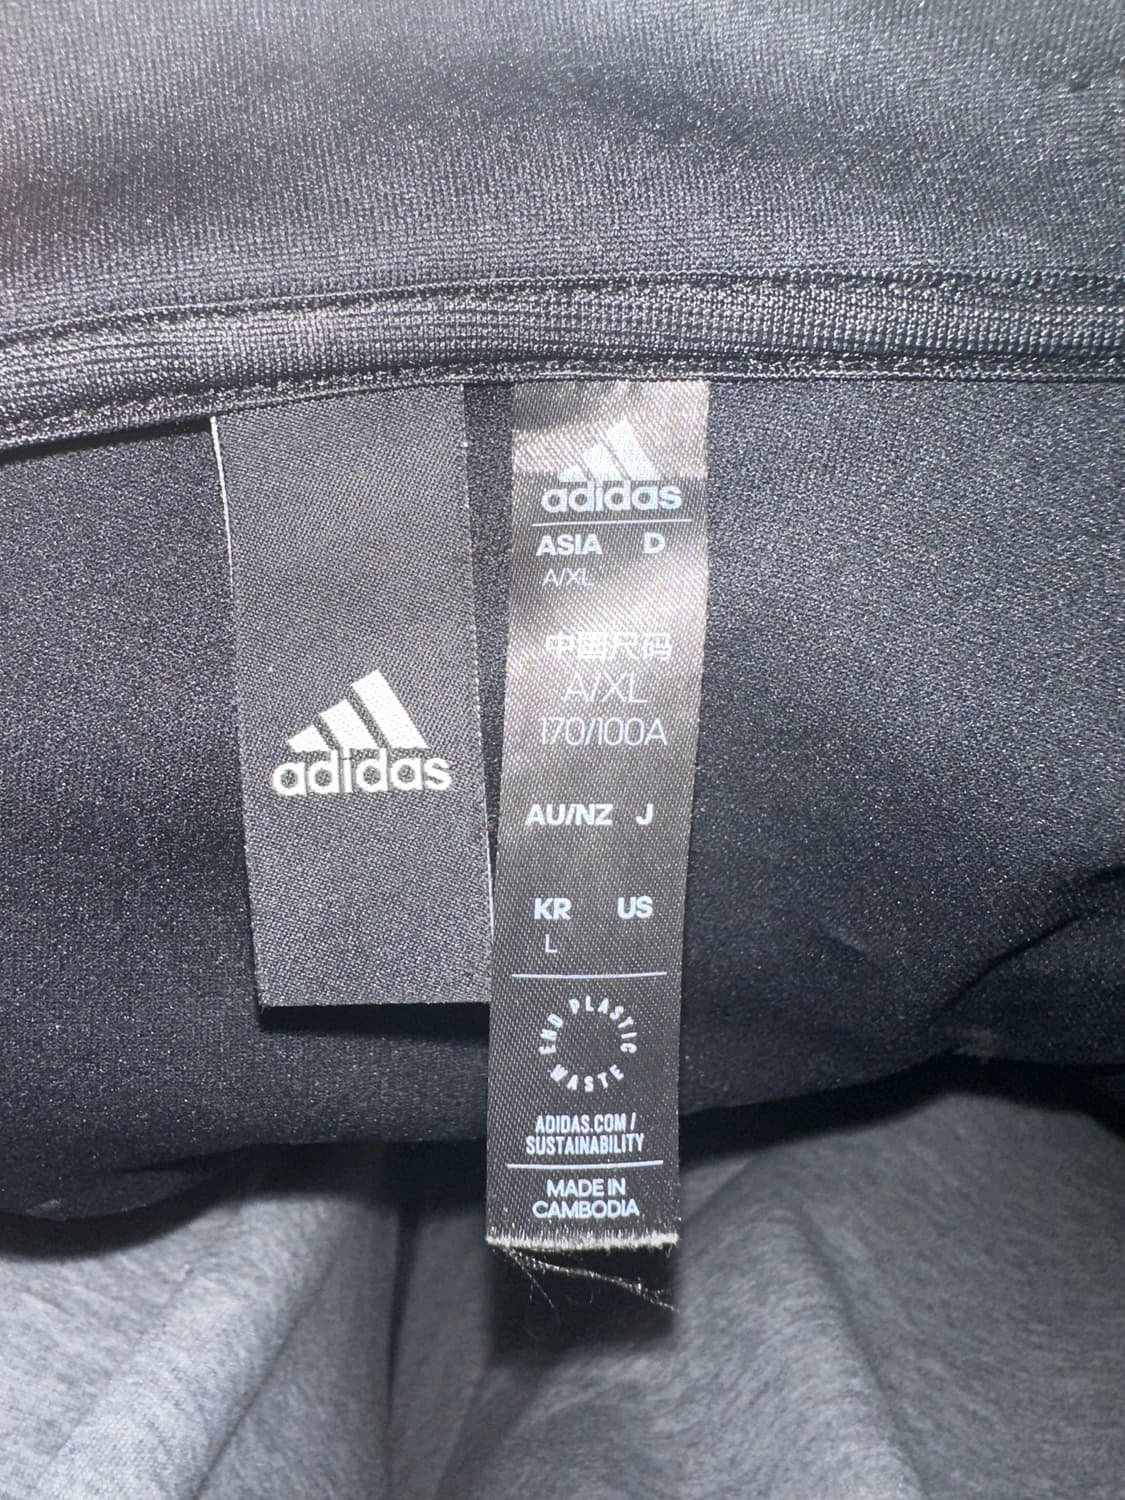 adidas
adidas
ASIA D
A/XL
中国尺码
A/XL
170/100A
AU/NZ J
KR US
L
END PLASTIC WASTE
ADIDAS.COM/
SUSTAINABILITY
MADE IN
CAMBODIA